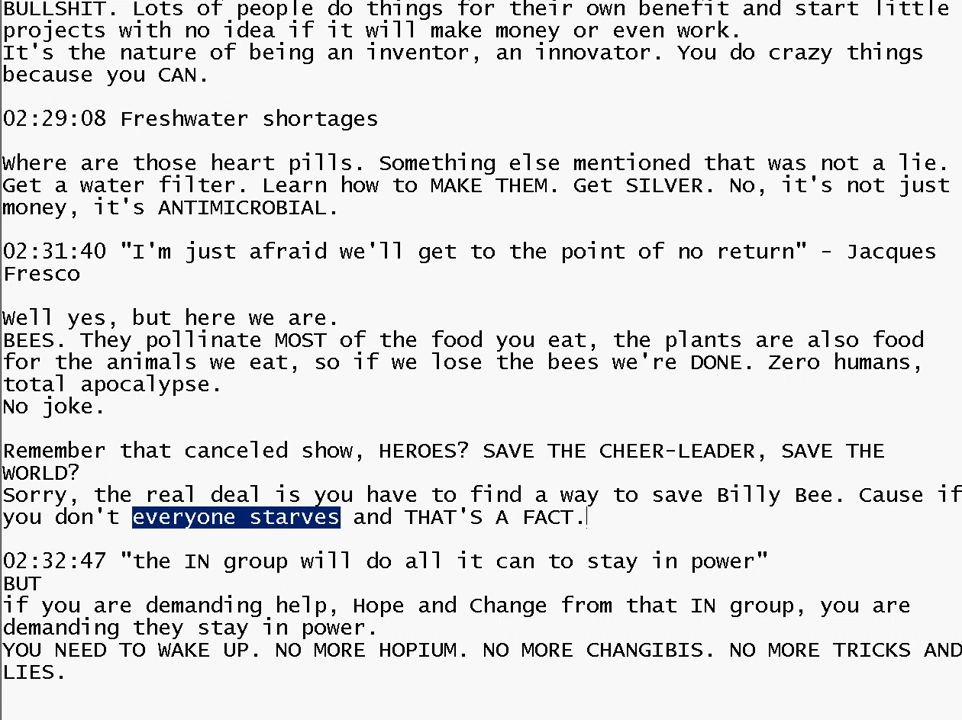 BULLSHIT. Lots of people do things for their own benefit and start little
projects with no idea if it will make money or even work.
It's the nature of being an inventor, an innovator. You do crazy things
because you CAN.
02:29:08 Freshwater shortages
Where are those heart pills. Something else mentioned that was not a lie.
Get a water filter. Learn how to MAKE THEM. Get SILVER. No, it's not just
money, it's ANTIMICROBIAL.
02:31:40 "I'm just afraid we'll get to the point of no return" - Jacques
Fresco
Well yes, but here we are.
BEES. They pollinate MOST of the food you eat, the plants are also food
for the animals we eat, so if we lose the bees we're DONE. Zero humans,
total apocalypse.
No joke.
Remember that canceled show, HEROES? SAVE THE CHEER-LEADER, SAVE THE
WORLD?
Sorry, the real deal is you have to find a way to save Billy Bee. Cause if
you don't everyone starves and THAT'S A FACT.
02:32:47 "the IN group will do all it can to stay in power"
BUT
if you are demanding help, Hope and Change from that IN group, you are
demanding they stay in power.
YOU NEED TO WAKE UP. NO MORE HOPIUM. NO MORE CHANGIBIS. NO MORE TRICKS AND
LIES.